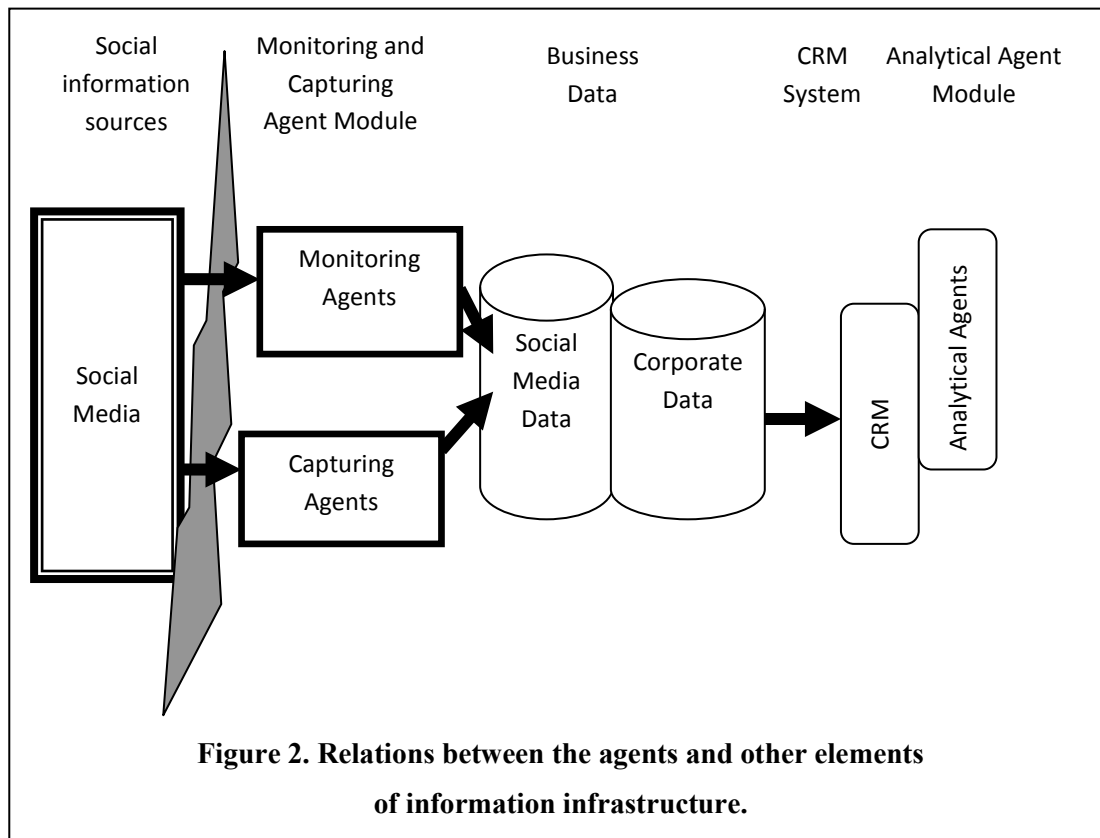 Social
information
sources
Monitoring and
Capturing
Agent Module
Business
Data
CRM
System
Analytical Agent
Module
Social
Media
Monitoring
Agents
Capturing
Agents
Social
Media
Data
Corporate
Data
CRM
Analytical Agents
Figure 2. Relations between the agents and other elements
of information infrastructure.